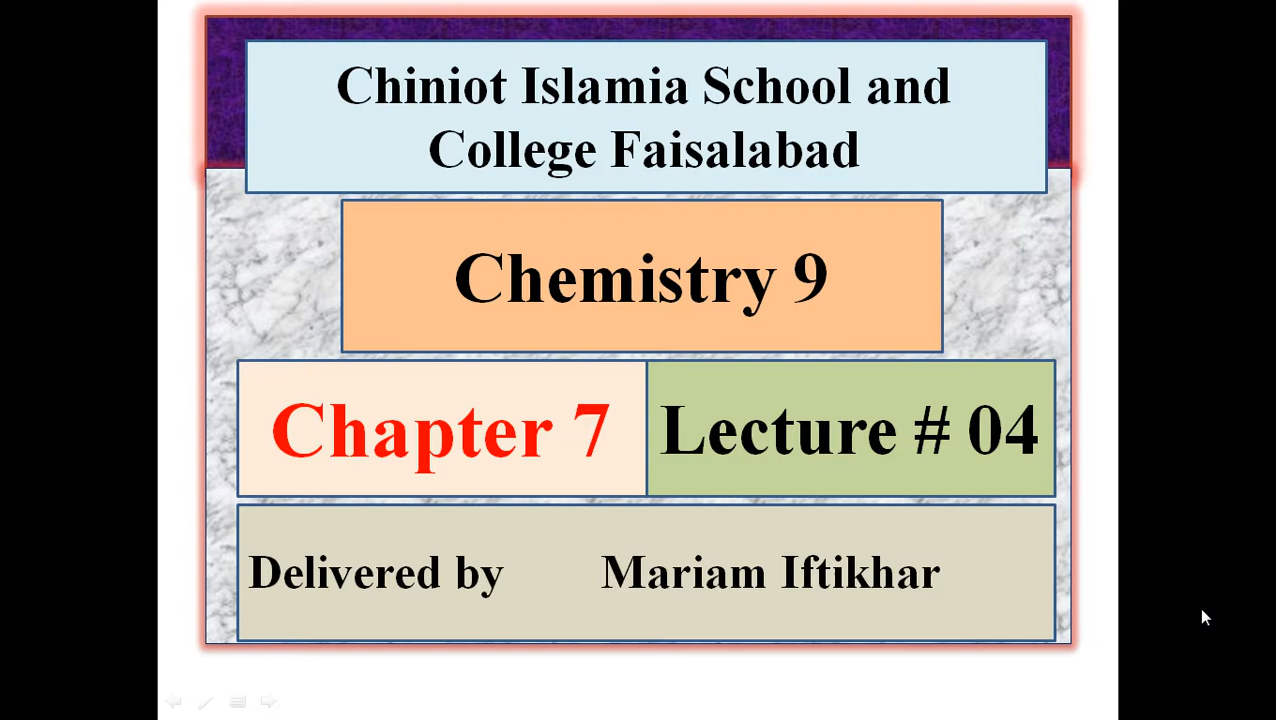 Chiniot Islamia School and
College Faisalabad
Chemistry 9
Chapter 7 Lecture # 04
Delivered by Mariam Iftikhar